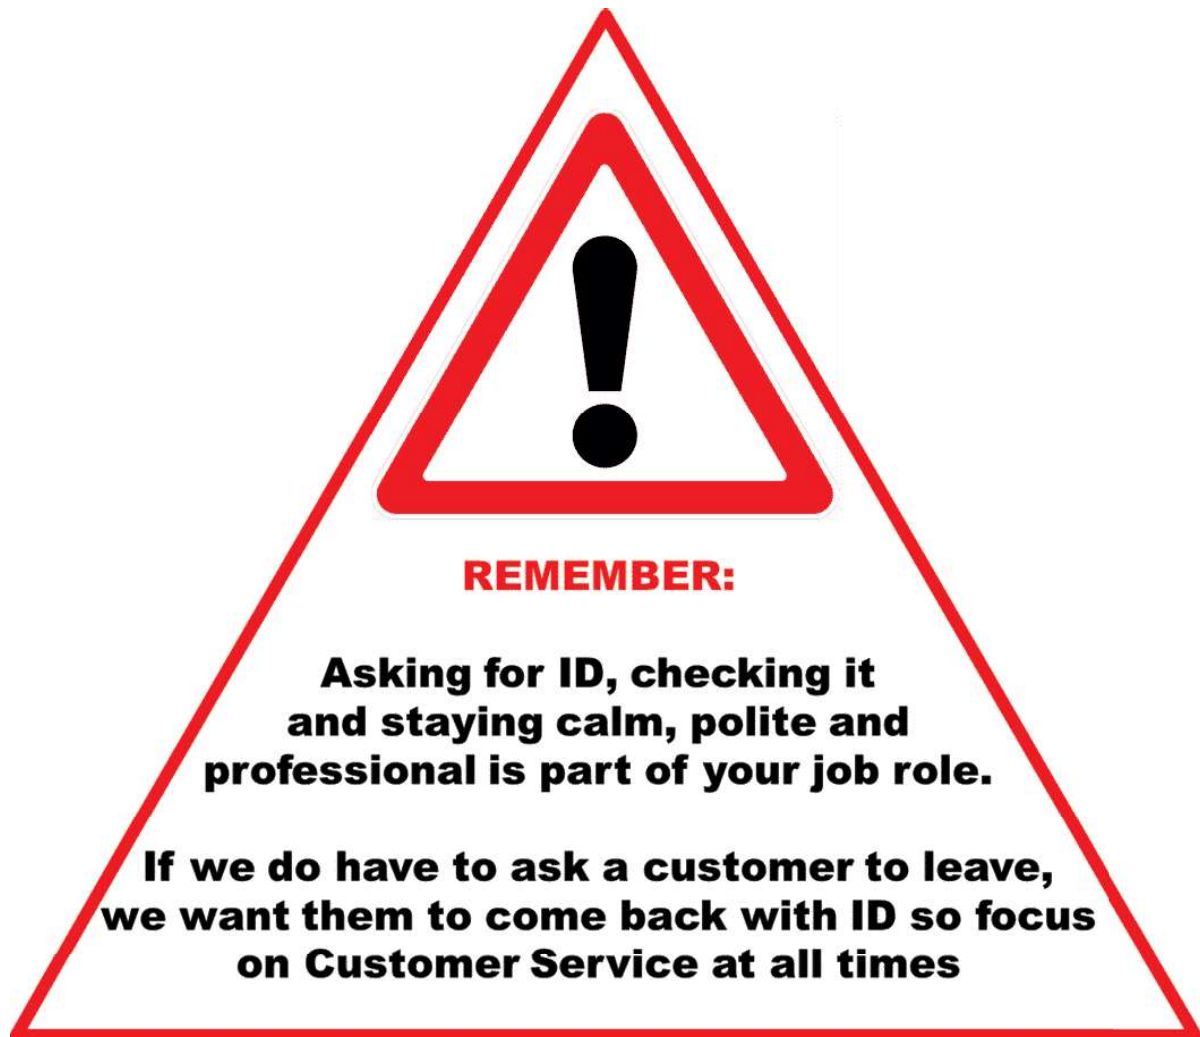 REMEMBER:
Asking for ID, checking it
and staying calm, polite and
professional is part of your job role.
If we do have to ask a customer to leave,
we want them to come back with ID so focus
on Customer Service at all times